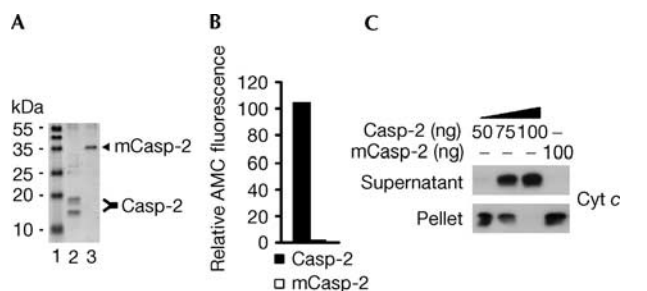 A
kDa
55
45
35
25
20
10
mCasp-2
Casp-2
1 2 3
B
Relative AMC fluorescence
120
100
80
60
40
20
0
Casp-2
mCasp-2
C
Casp-2 (ng) 50 75 100 –
mCasp-2 (ng) – – – 100
Supernatant
Pellet
Cyt c